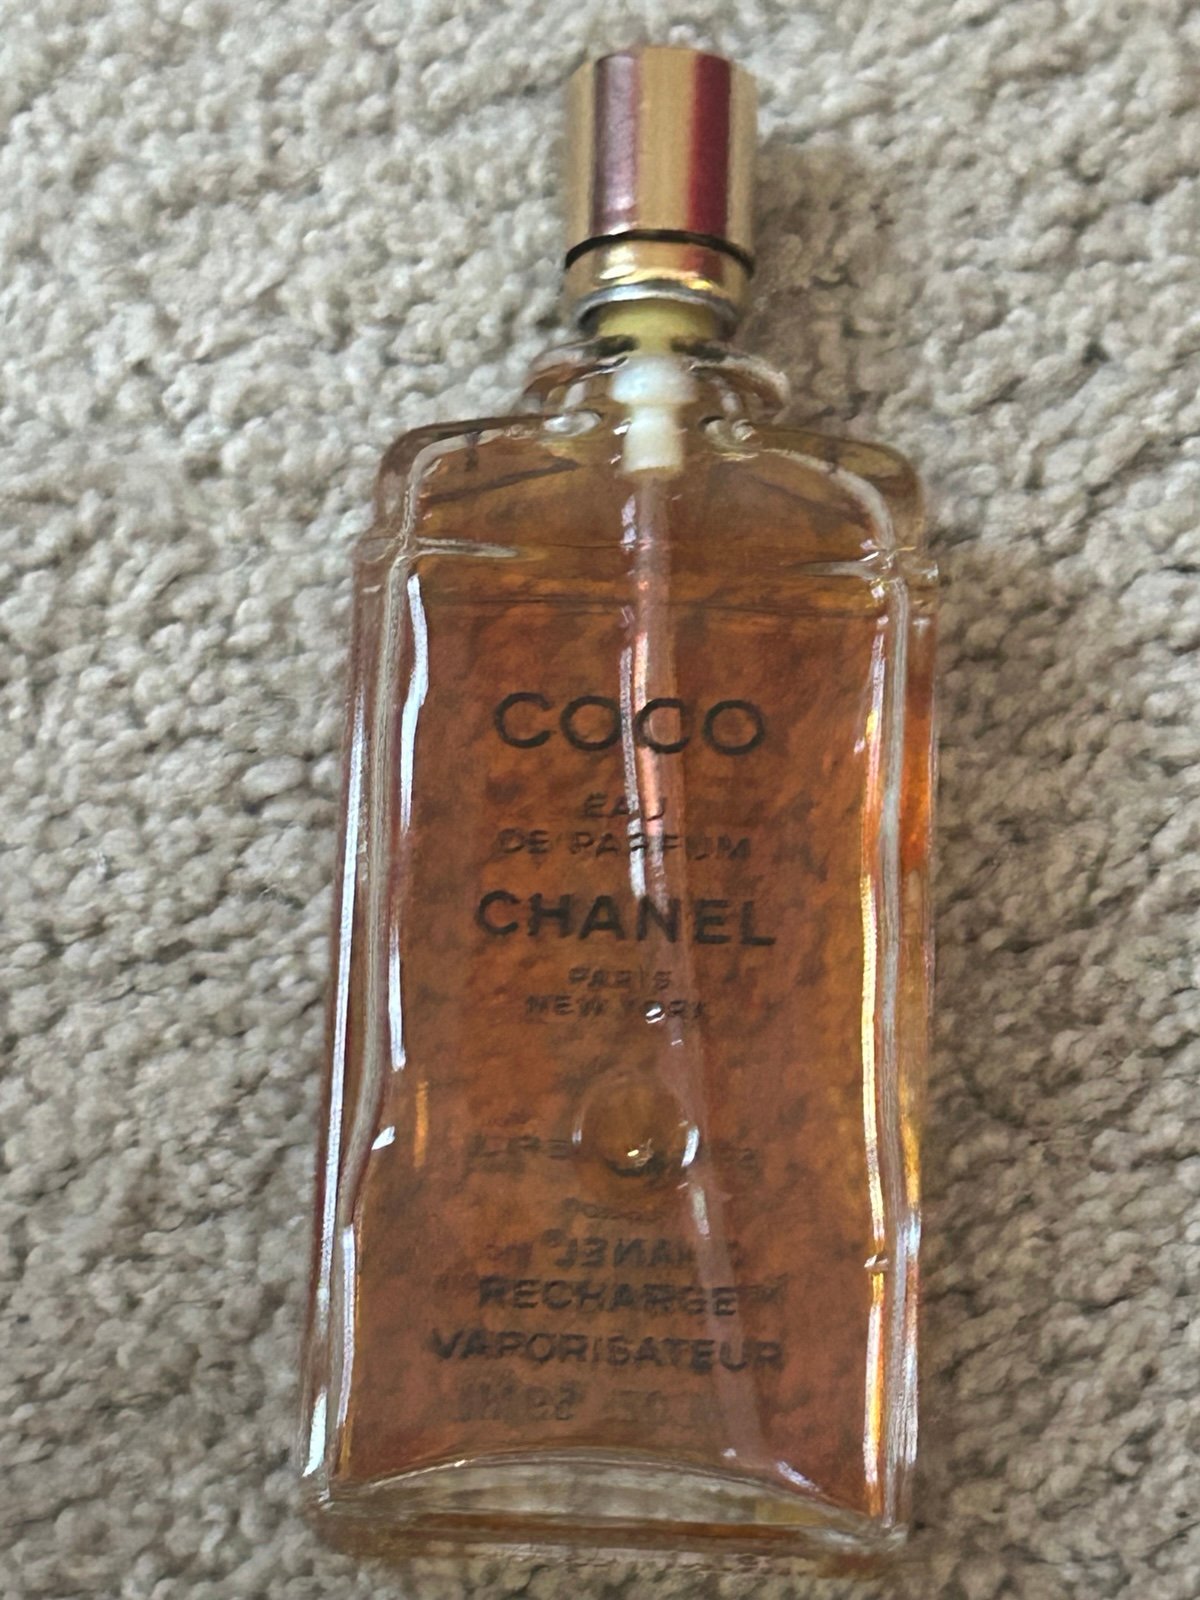 COCO
EAU
DE PARFUM
CHANEL
PARIS
NEW YORK
RECHARGE
VAPORISATEUR